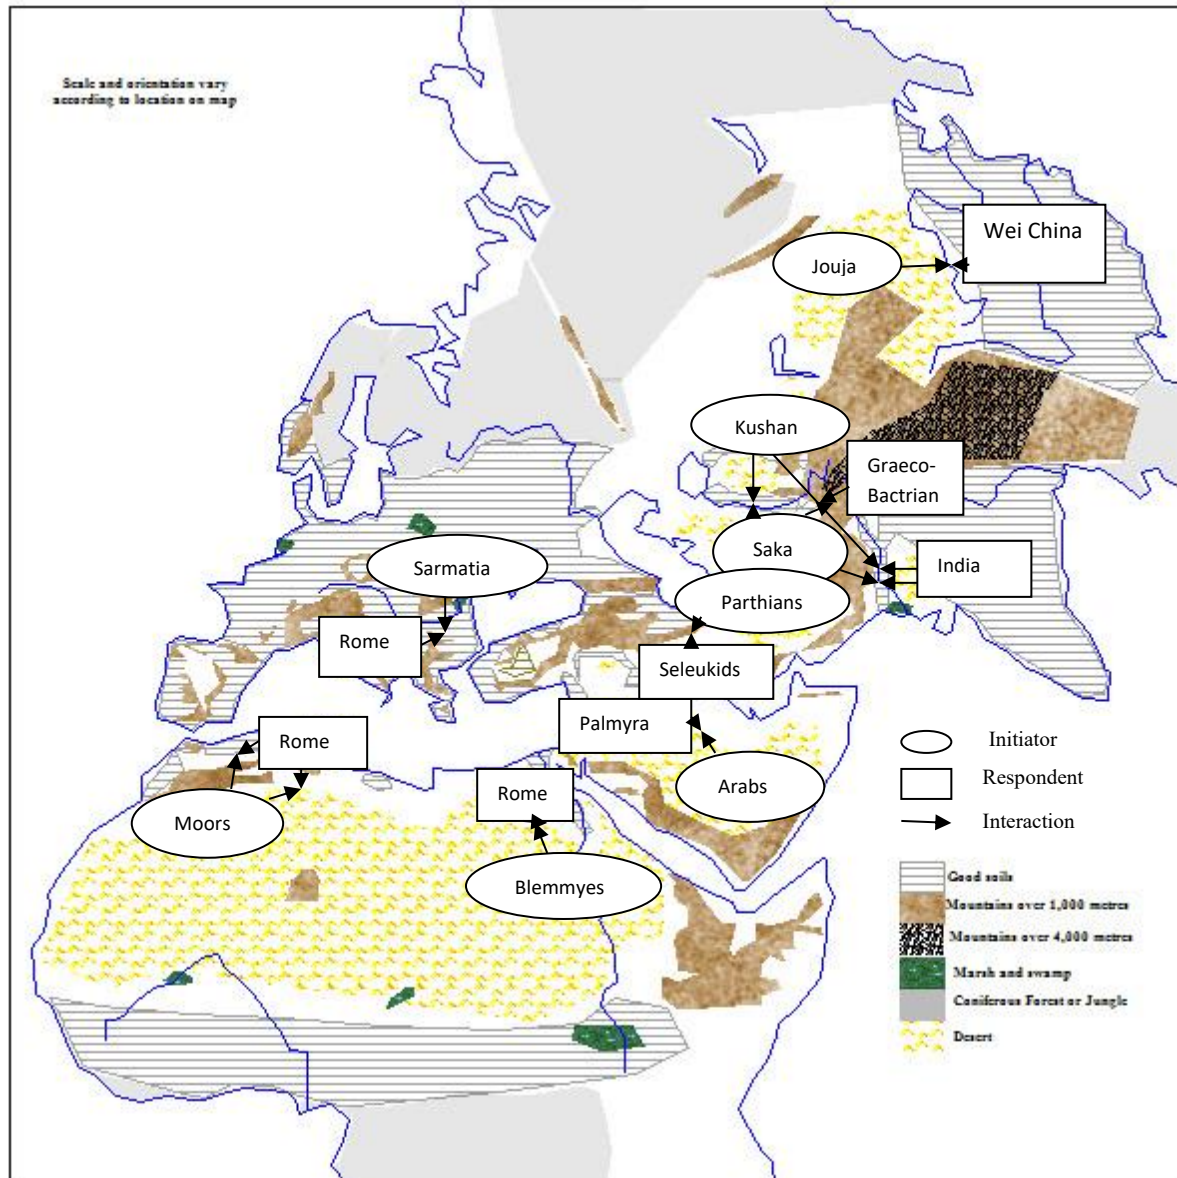 Scale and orientation vary
according to location on map
Wei China
Jouja
Kushan
Graeco-
Bactrian
Saka
India
Sarmatia
Parthians
Rome
Seleukids
Palmyra
Rome
Initiator
Respondent
Arabs
Rome
Interaction
Moors
Blemmyes
Good soils
Mountains over 1,000 metres
Mountains over 4,000 metres
Marsh and swamp
Coniferous Forest or Jungle
Desert